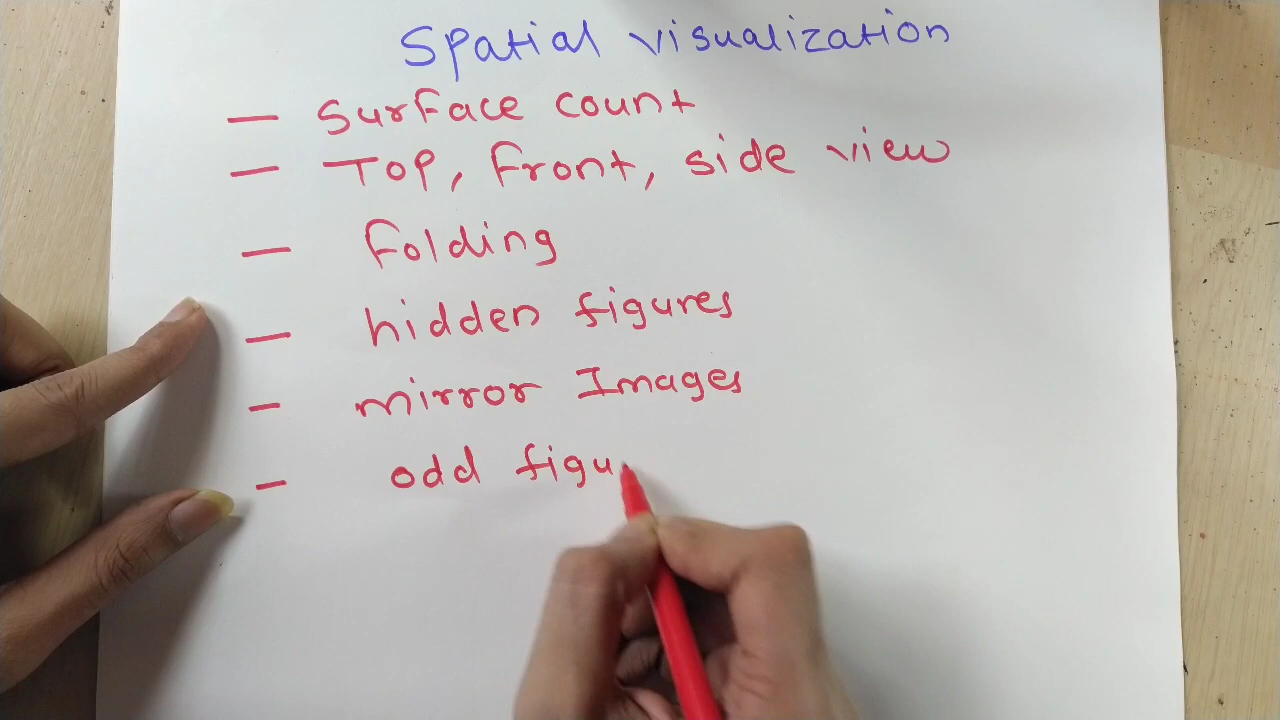 Spatial visualization
— Surface count
— Top, front, side view
— folding
— hidden figures
— mirror Images
— odd figu